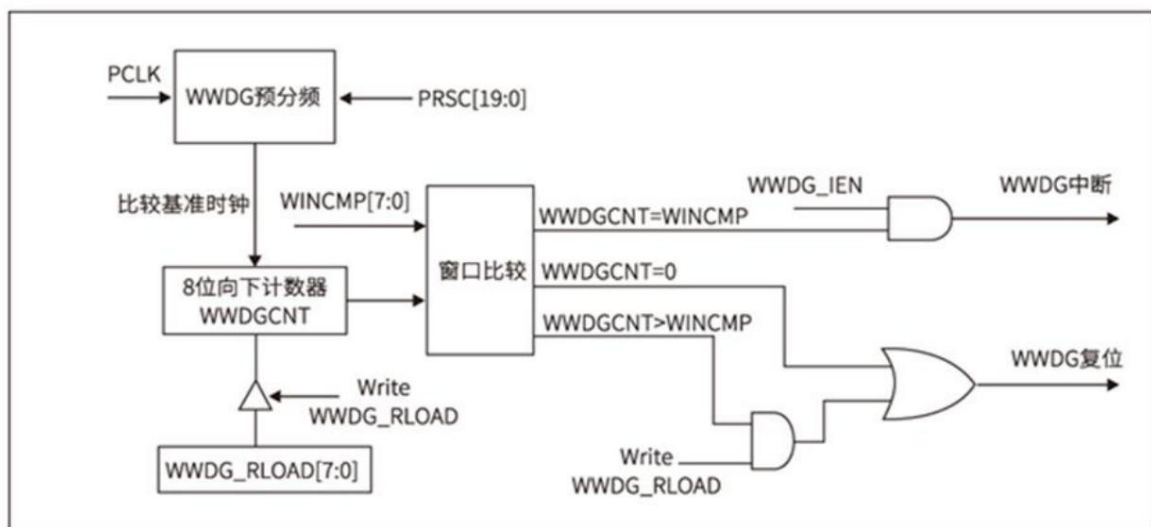 PCLK
WWDG预分频
PRSC[19:0]
比较基准时钟
WINCMP[7:0]
8位向下计数器
WWDGCNT
窗口比较
WWDG_IEN
WWDG中断
WWDGCNT=WINCMP
WWDGCNT=0
WWDGCNT>WINCMP
WWDG复位
Write
WWDG_RLOAD
WWDG_RLOAD[7:0]
Write
WWDG_RLOAD